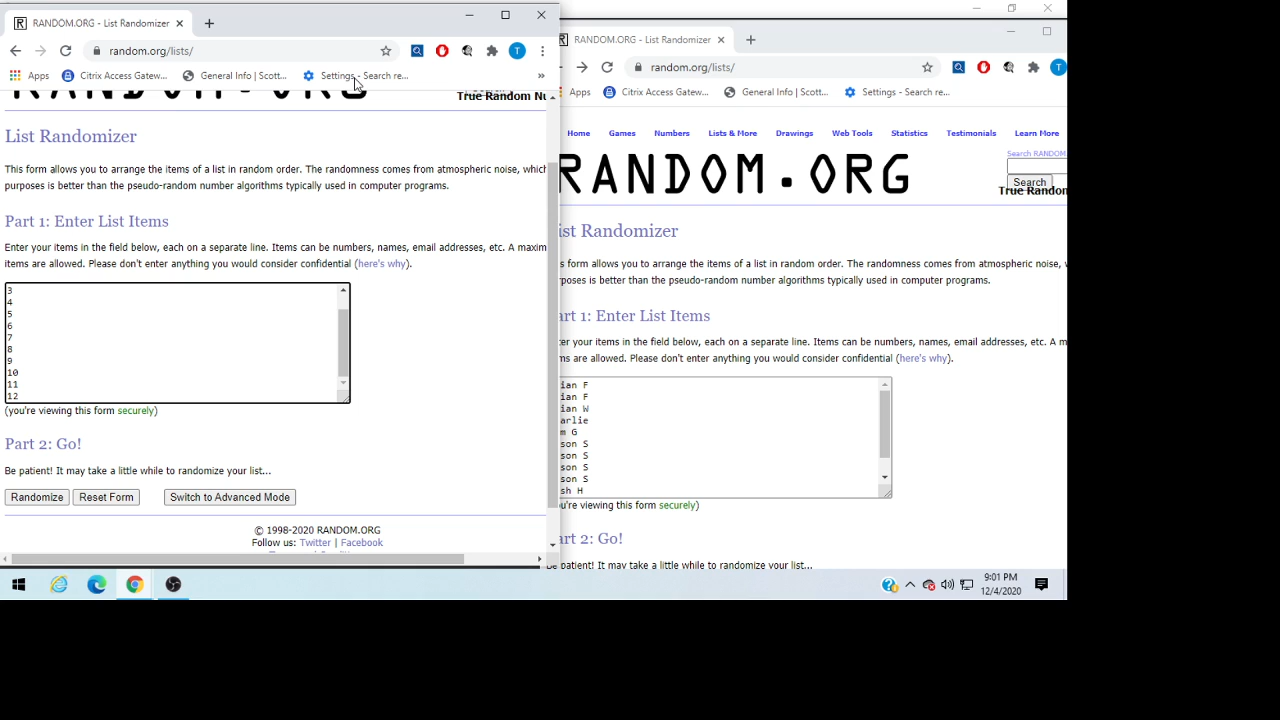 RANDOM.ORG - List Randomizer
random.org/lists/
Apps
Citrix Access Gatew...
General Info | Scott...
Settings - Search re...
»
RANDOM.ORG
True Random Nu
List Randomizer
This form allows you to arrange the items of a list in random order. The randomness comes from atmospheric noise, which
purposes is better than the pseudo-random number algorithms typically used in computer programs.
Part 1: Enter List Items
Enter your items in the field below, each on a separate line. Items can be numbers, names, email addresses, etc. A maxim
items are allowed. Please don't enter anything you would consider confidential (here's why).
3
4
5
6
7
8
9
10
11
12
(you're viewing this form securely)
Part 2: Go!
Be patient! It may take a little while to randomize your list...
Randomize
Reset Form
Switch to Advanced Mode
© 1998-2020 RANDOM.ORG
Follow us: Twitter | Facebook
RANDOM.ORG - List Randomizer
random.org/lists/
T
Apps
Citrix Access Gatew...
General Info | Scott...
Settings - Search re...
Home Games Numbers Lists & More Drawings Web Tools Statistics Testimonials Learn More
RANDOM.ORG
Search RANDOM.
Search
True Random
ist Randomizer
s form allows you to arrange the items of a list in random order. The randomness comes from atmospheric noise, w
poses is better than the pseudo-random number algorithms typically used in computer programs.
art 1: Enter List Items
ter your items in the field below, each on a separate line. Items can be numbers, names, email addresses, etc. A m
ms are allowed. Please don't enter anything you would consider confidential (here's why).
ian F
ian F
ian W
arlie
m G
son S
son S
son S
son S
sh H
ou're viewing this form securely)
art 2: Go!
Be patient! It may take a little while to randomize your list...
9:01 PM
12/4/2020